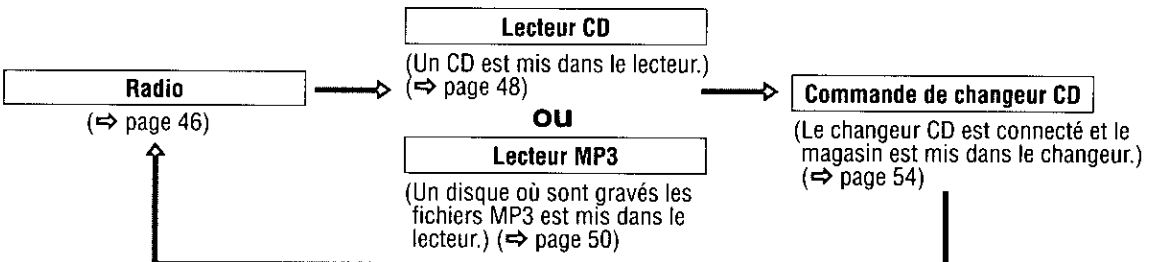 Radio
(⇨ page 46)
Lecteur CD
(Un CD est mis dans le lecteur.)
(⇨ page 48)
ou
Lecteur MP3
(Un disque où sont gravés les
fichiers MP3 est mis dans le
lecteur.) (⇨ page 50)
Commande de changeur CD
(Le changeur CD est connecté et le
magasin est mis dans le changeur.)
(⇨ page 54)